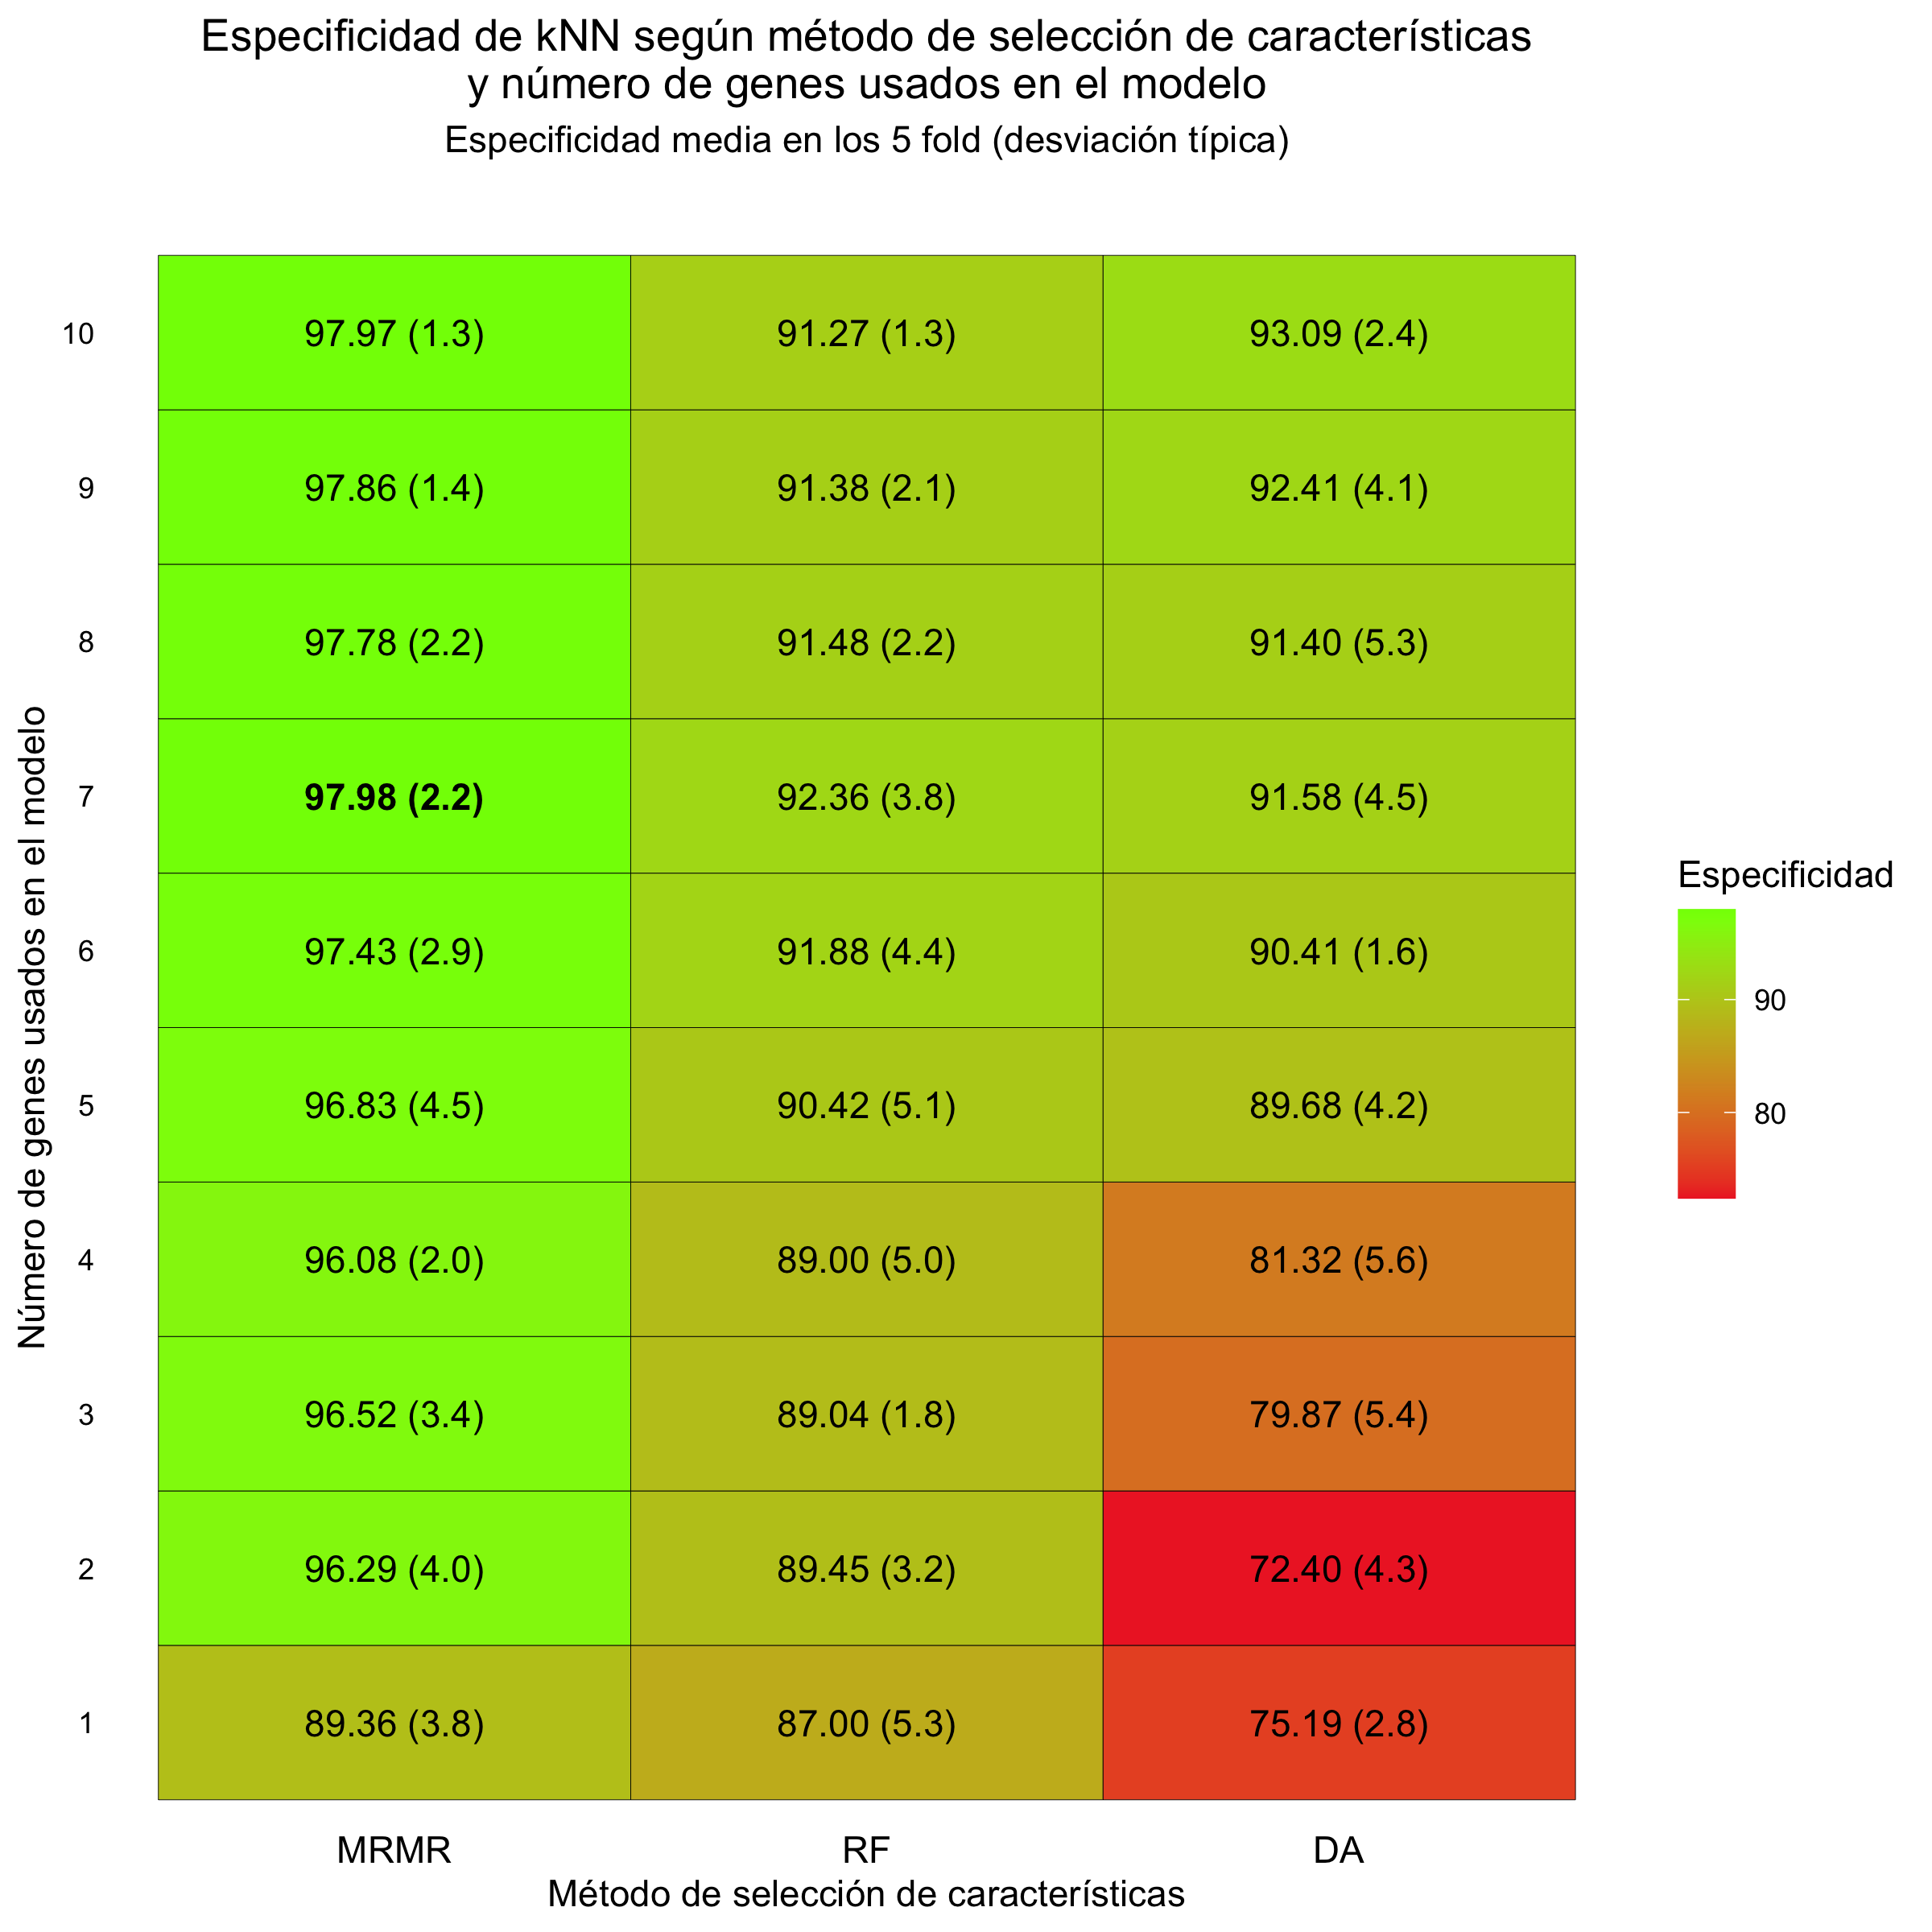 Especificidad de kNN según método de selección de características
y número de genes usados en el modelo
Especificidad media en los 5 fold (desviación típica)
Número de genes usados en el modelo
10 97.97 (1.3) 91.27 (1.3) 93.09 (2.4)
9 97.86 (1.4) 91.38 (2.1) 92.41 (4.1)
8 97.78 (2.2) 91.48 (2.2) 91.40 (5.3)
7 97.98 (2.2) 92.36 (3.8) 91.58 (4.5)
6 97.43 (2.9) 91.88 (4.4) 90.41 (1.6)
5 96.83 (4.5) 90.42 (5.1) 89.68 (4.2)
4 96.08 (2.0) 89.00 (5.0) 81.32 (5.6)
3 96.52 (3.4) 89.04 (1.8) 79.87 (5.4)
2 96.29 (4.0) 89.45 (3.2) 72.40 (4.3)
1 89.36 (3.8) 87.00 (5.3) 75.19 (2.8)
MRMR RF DA
Método de selección de características
Especificidad
90
80